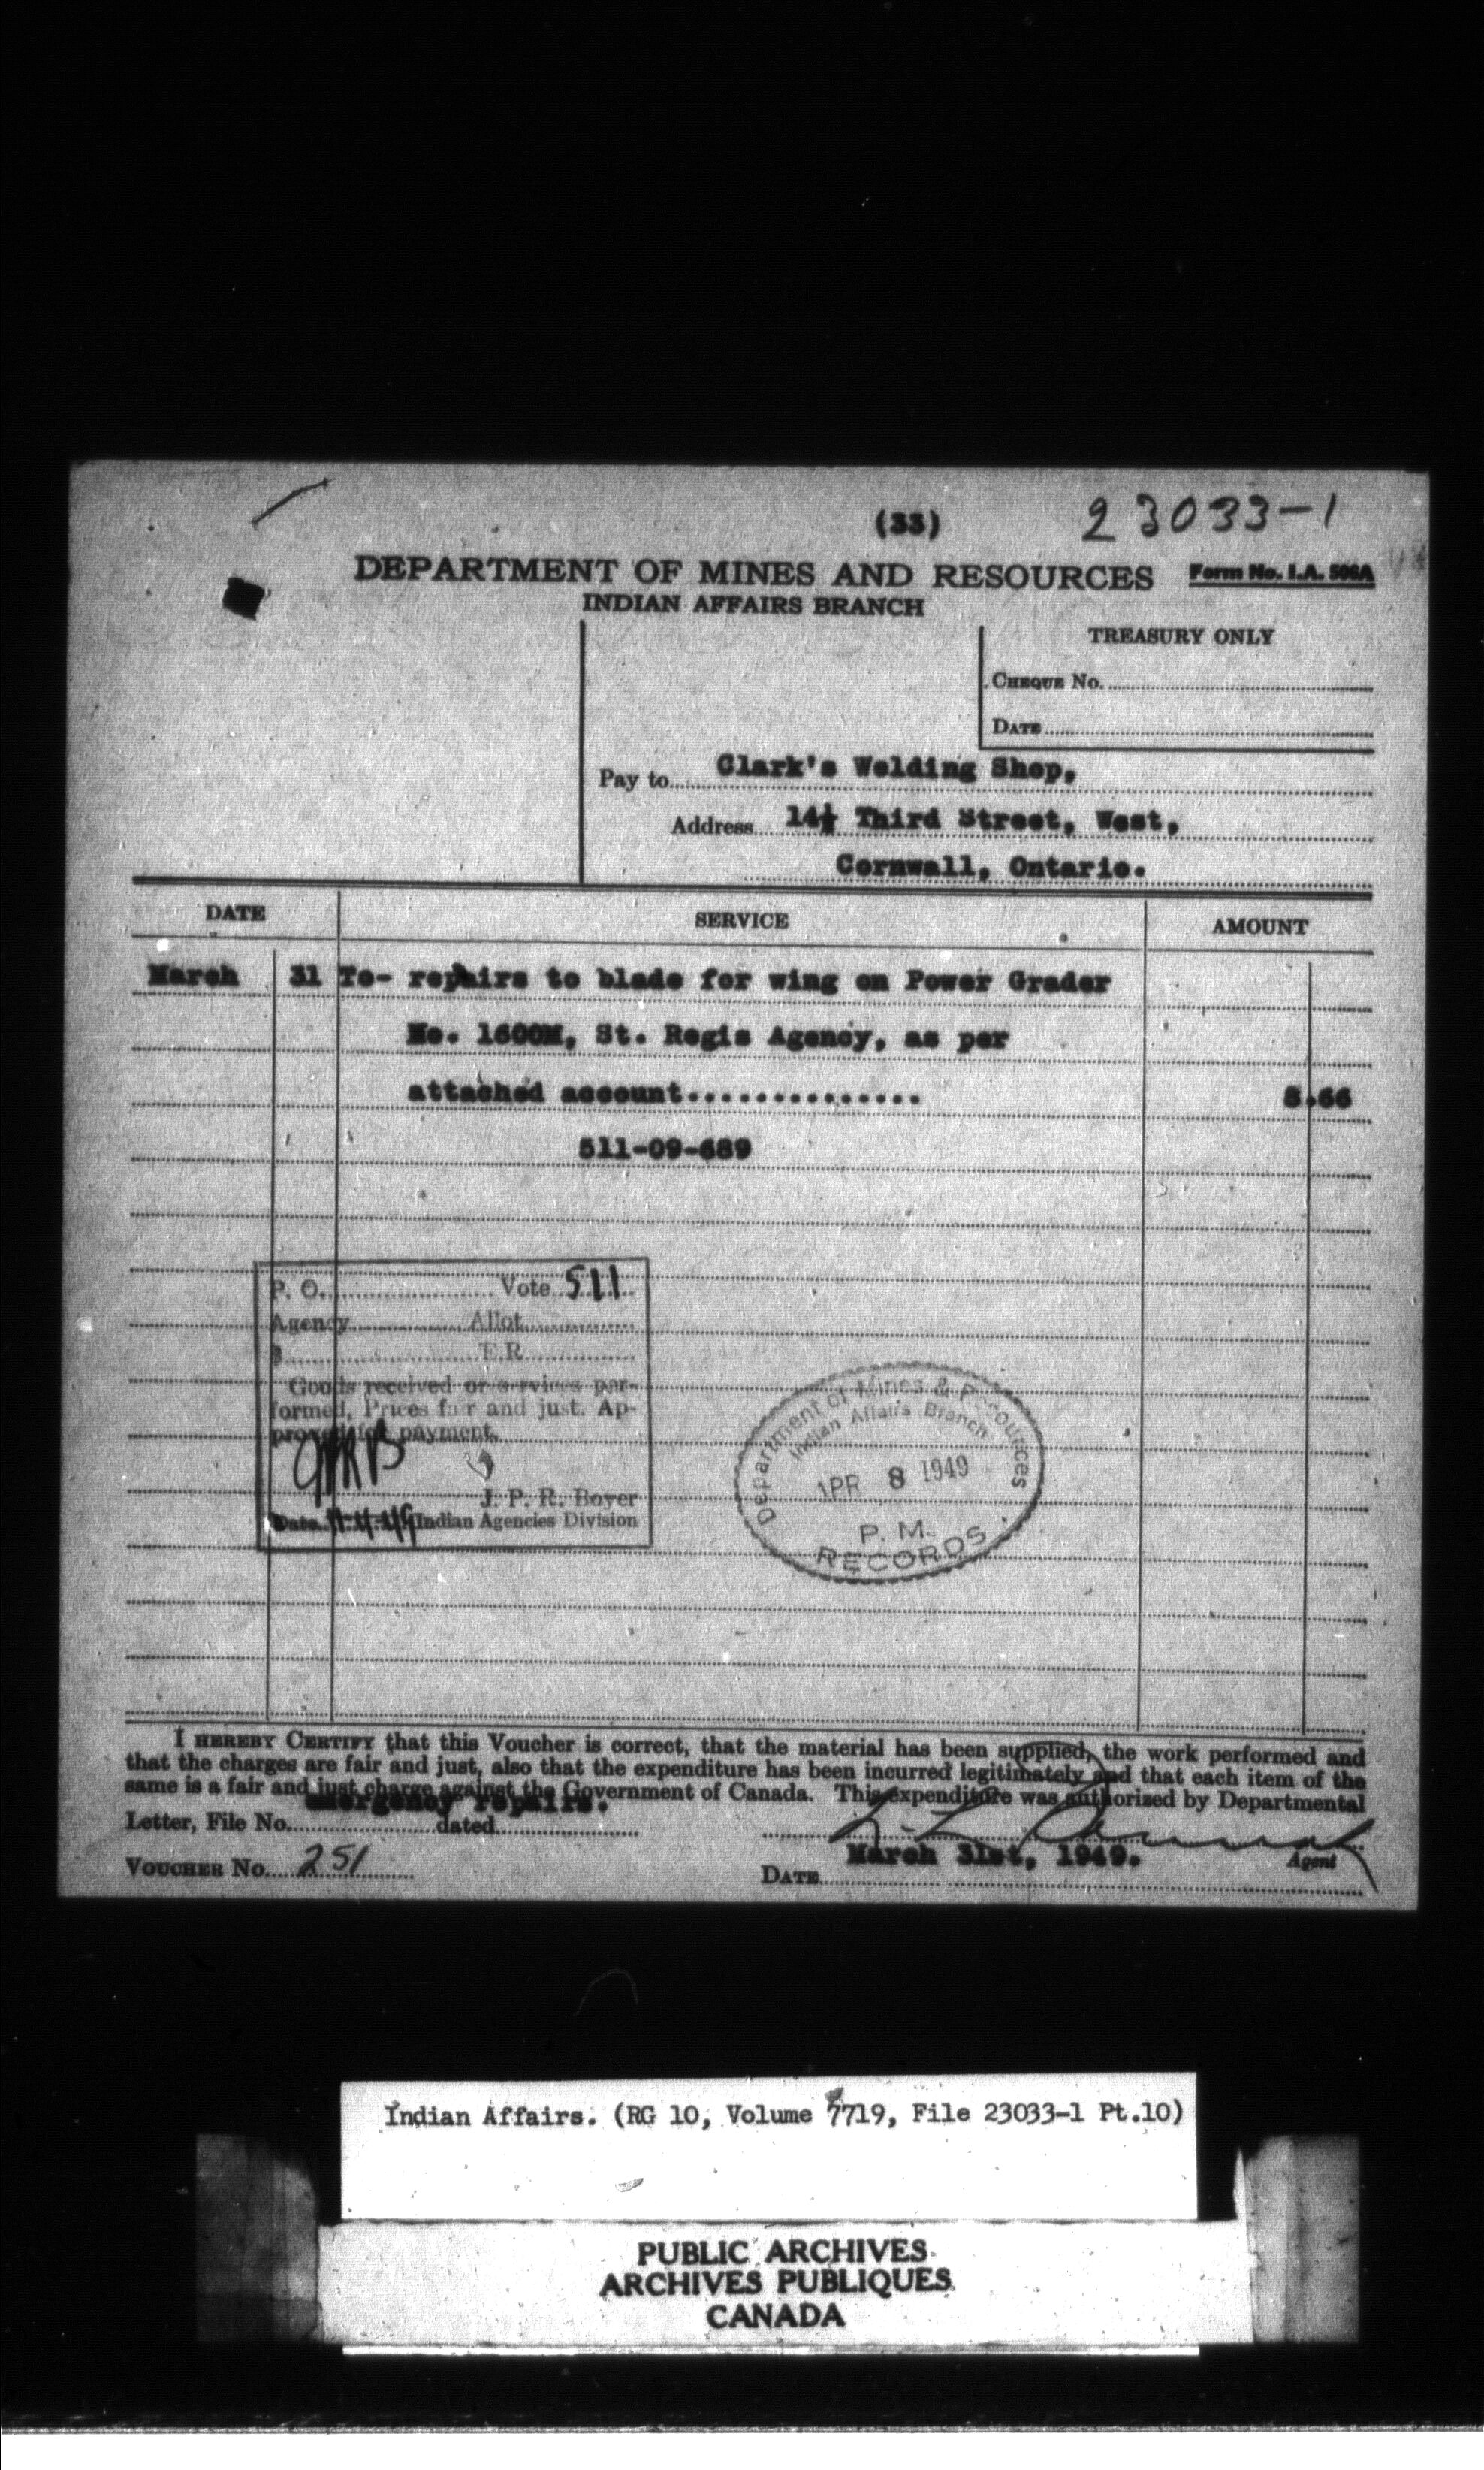 (33)
23033-1
DEPARTMENT OF MINES AND RESOURCES
Form No. I.A. 506A
INDIAN AFFAIRS BRANCH
TREASURY ONLY
CHEQUE No.
DATE
Pay to Clark's Welding Shop,
Address 14½ Third Street, West,
Cornwall, Ontario.
DATE SERVICE AMOUNT
March 31 To- repairs to blade for wing on Power Grader
No. 1600M, St. Regis Agency, as per
attached account.............. .66
511-09-689
P. O. Vote 511
Agency Allot.
$ E.R.
Goods received or services per-
formed, Prices fair and just. Ap-
proved for payment.
JPRB
J. P. R. Boyer
Date Indian Agencies Division
Department of Mines & Resources
Indian Affairs Branch
APR 8 1949
P. M.
RECORDS
I HEREBY CERTIFY that this Voucher is correct, that the material has been supplied, the work performed and
that the charges are fair and just, also that the expenditure has been incurred legitimately and that each item of the
same is a fair and just charge against the Government of Canada. This expenditure was authorized by Departmental
emergency repairs.
Letter, File No. dated
VOUCHER No. 251
March 31st, 1949.
DATE
Agent
Indian Affairs. (RG 10, Volume 7719, File 23033-1 Pt.10)
PUBLIC ARCHIVES
ARCHIVES PUBLIQUES
CANADA